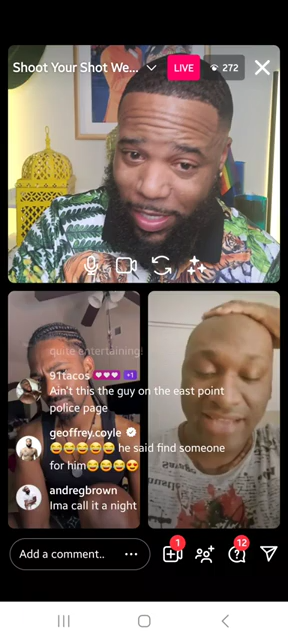 Shoot Your Shot We...
LIVE
272
quite entertaining!
91tacos +1
Ain't this the guy on the east point
police page
geoffrey.coyle
😂😂😂😂😂 he said find someone
for him😂😂😂😍
andregbrown
Ima call it a night
Add a comment..
1
12